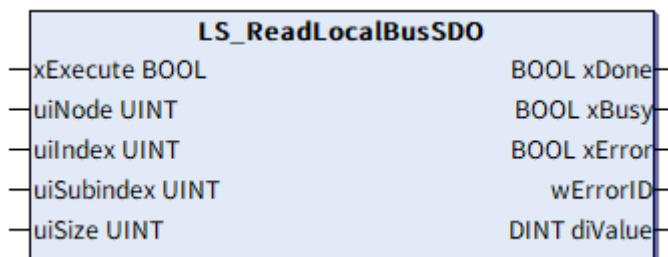 LS_ReadLocalBusSDO
xExecute BOOL BOOL xDone
uiNode UINT BOOL xBusy
uiIndex UINT BOOL xError
uiSubindex UINT wErrorID
uiSize UINT DINT diValue